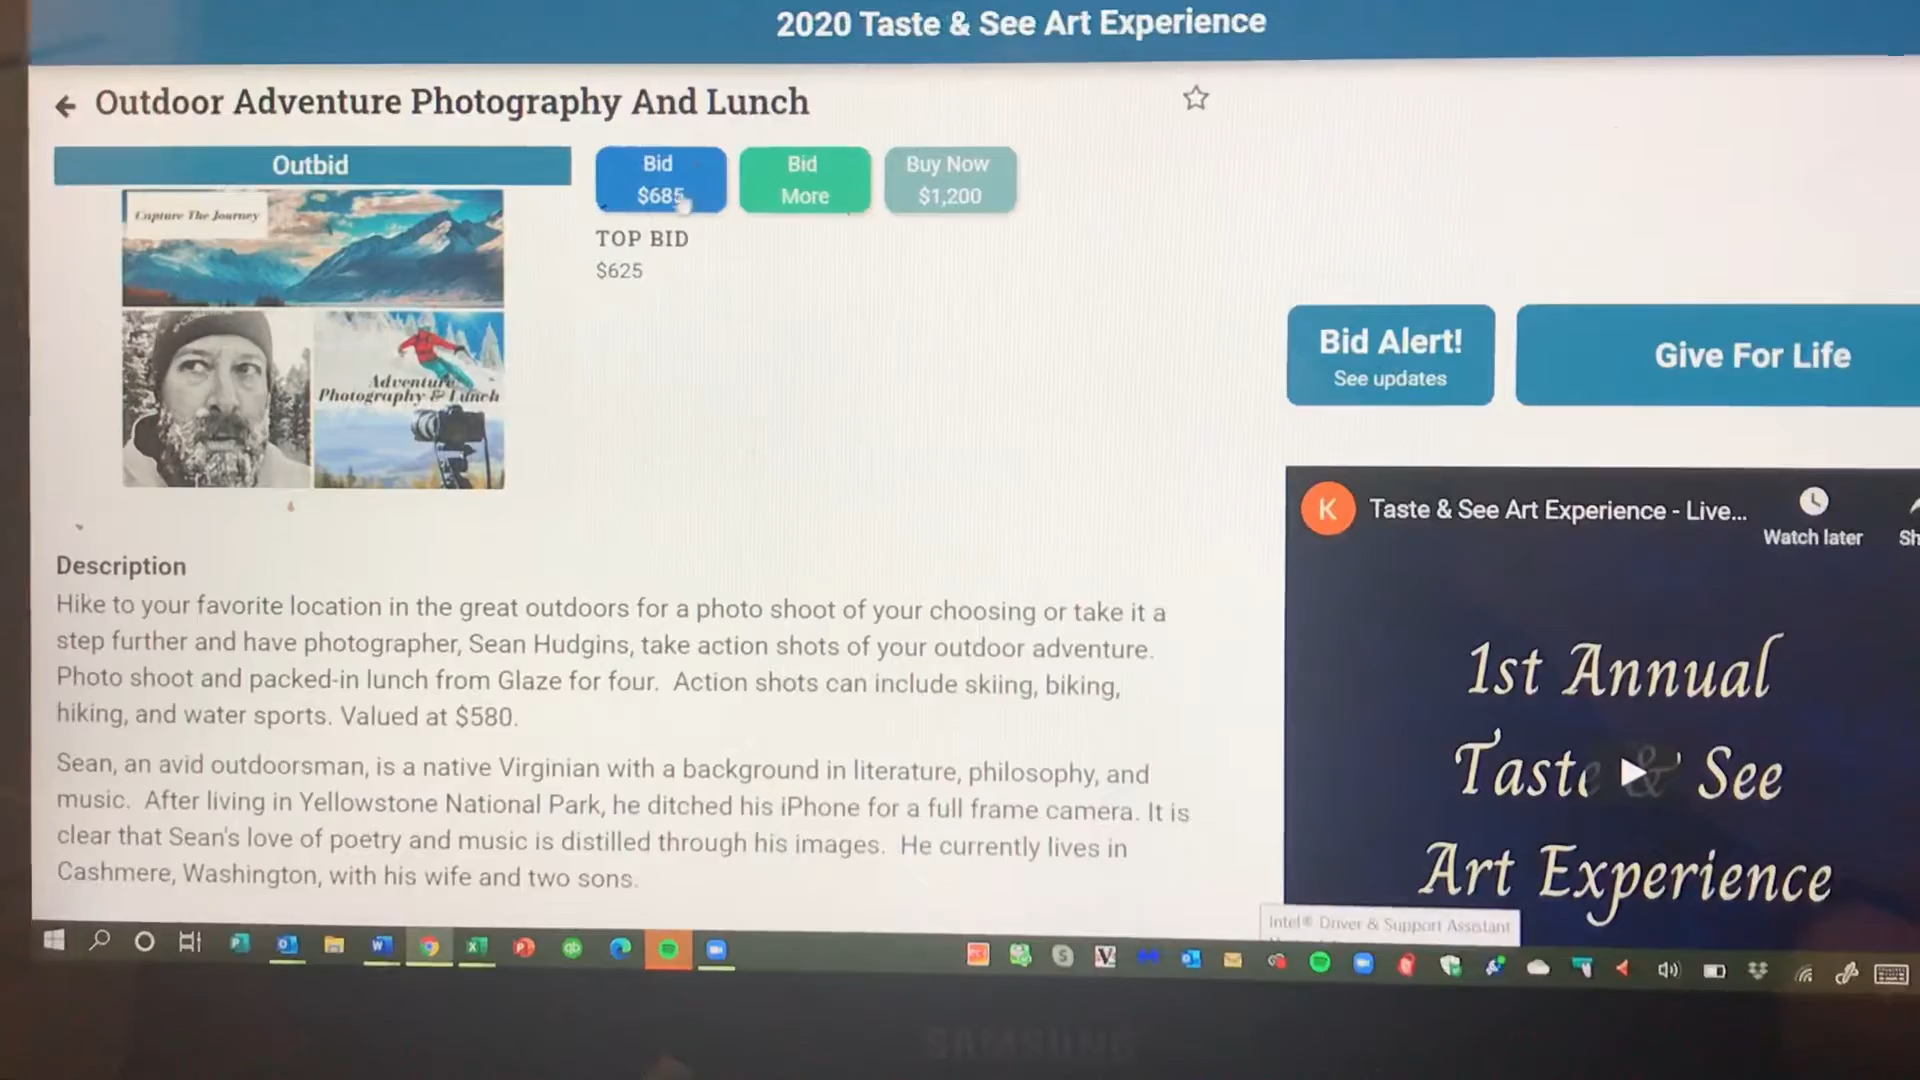 2020 Taste & See Art Experience
Outdoor Adventure Photography And Lunch
Outbid
Bid
$685
Bid
More
Buy Now
$1,200
TOP BID
$625
Capture The Journey
Adventure
Photography & Lunch
Bid Alert!
See updates
Give For Life
K
Taste & See Art Experience - Live...
Watch later
Sh
1st Annual
Taste & See
Art Experience
Description
Hike to your favorite location in the great outdoors for a photo shoot of your choosing or take it a
step further and have photographer, Sean Hudgins, take action shots of your outdoor adventure.
Photo shoot and packed-in lunch from Glaze for four. Action shots can include skiing, biking,
hiking, and water sports. Valued at $580.
Sean, an avid outdoorsman, is a native Virginian with a background in literature, philosophy, and
music. After living in Yellowstone National Park, he ditched his iPhone for a full frame camera. It is
clear that Sean's love of poetry and music is distilled through his images. He currently lives in
Cashmere, Washington, with his wife and two sons.
Intel® Driver & Support Assistant
SAMSUNG